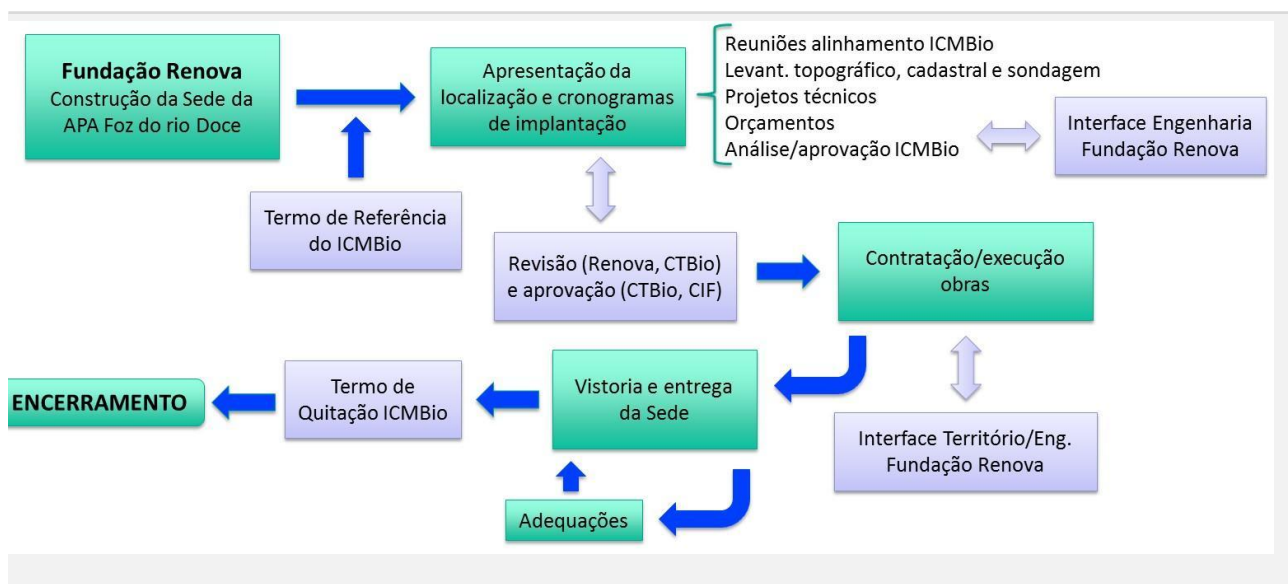 Fundação Renova
Construção da Sede da
APA Foz do rio Doce
Apresentação da
localização e cronogramas
de implantação
Reuniões alinhamento ICMBio
Levant. topográfico, cadastral e sondagem
Projetos técnicos
Orçamentos
Análise/aprovação ICMBio
Interface Engenharia
Fundação Renova
Termo de Referência
do ICMBio
Revisão (Renova, CTBio)
e aprovação (CTBio, CIF)
Contratação/execução
obras
Interface Território/Eng.
Fundação Renova
Vistoria e entrega
da Sede
Adequações
Termo de
Quitação ICMBio
ENCERRAMENTO